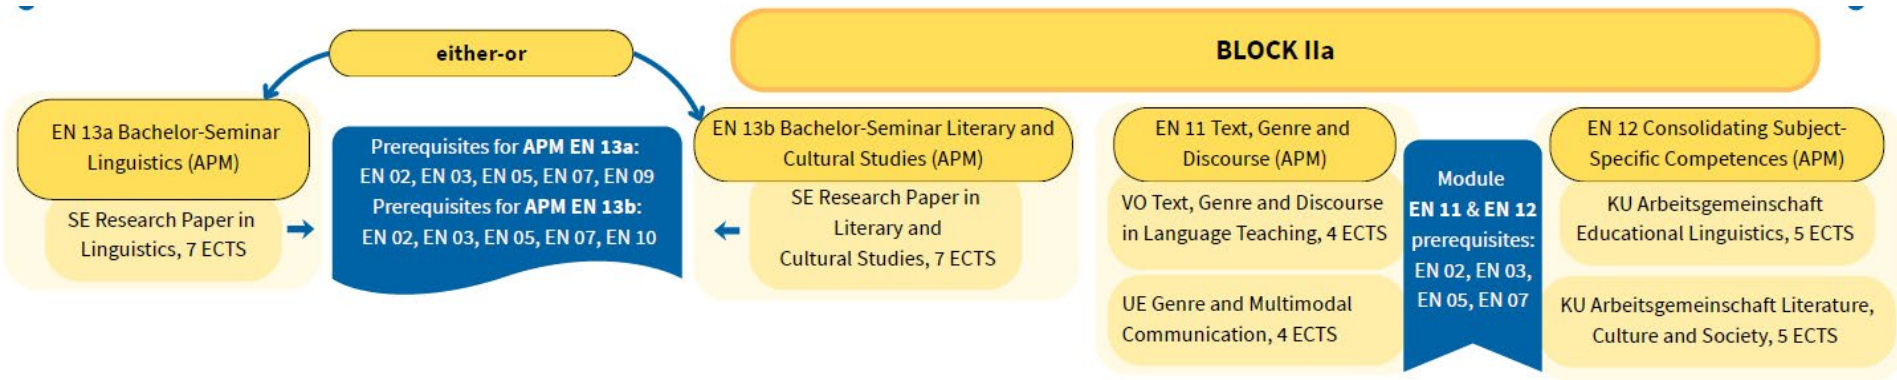 either-or
BLOCK IIa
EN 13a Bachelor-Seminar
Linguistics (APM)
SE Research Paper in
Linguistics, 7 ECTS
Prerequisites for APM EN 13a:
EN 02, EN 03, EN 05, EN 07, EN 09
Prerequisites for APM EN 13b:
EN 02, EN 03, EN 05, EN 07, EN 10
EN 13b Bachelor-Seminar Literary and
Cultural Studies (APM)
SE Research Paper in
Literary and
Cultural Studies, 7 ECTS
EN 11 Text, Genre and
Discourse (APM)
VO Text, Genre and Discourse
in Language Teaching, 4 ECTS
UE Genre and Multimodal
Communication, 4 ECTS
Module
EN 11 & EN 12
prerequisites:
EN 02, EN 03,
EN 05, EN 07
EN 12 Consolidating Subject-
Specific Competences (APM)
KU Arbeitsgemeinschaft
Educational Linguistics, 5 ECTS
KU Arbeitsgemeinschaft Literature,
Culture and Society, 5 ECTS